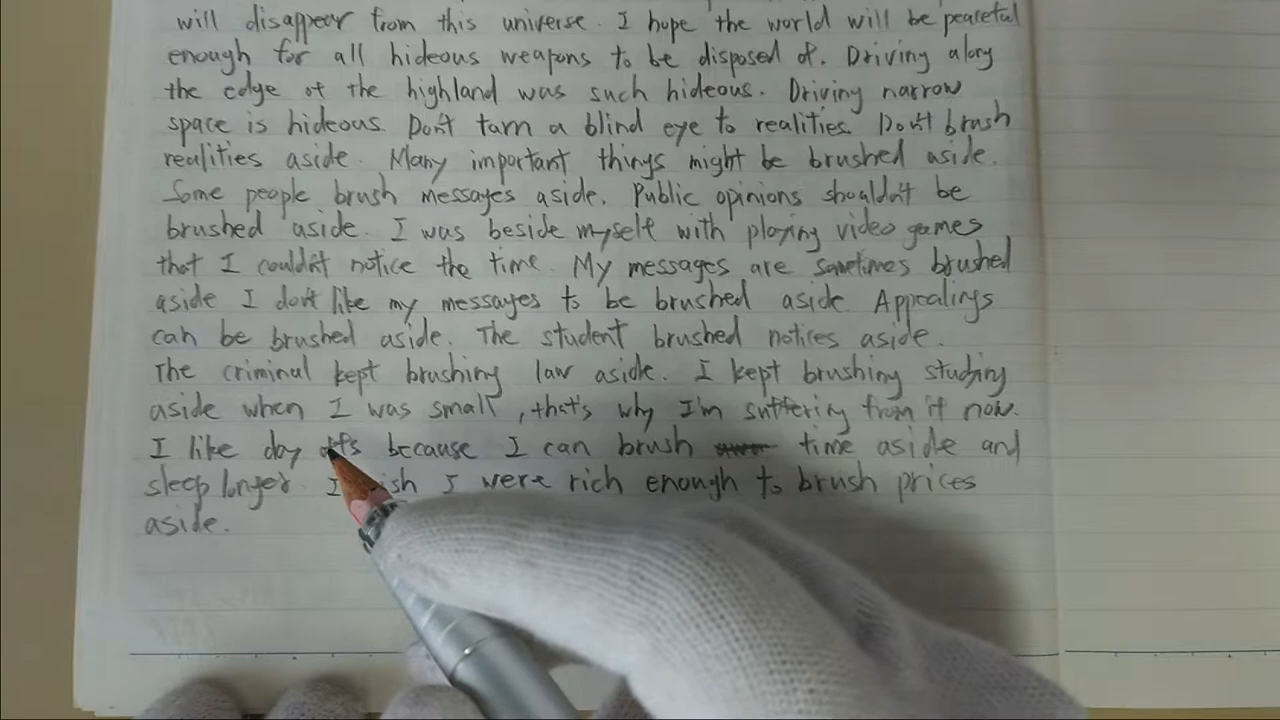 will disappear from this universe. I hope the world will be peaceful
enough for all hideous weapons to be disposed of. Driving along
the edge of the highland was such hideous. Driving narrow
space is hideous. Don't turn a blind eye to realities. Don't brush
realities aside. Many important things might be brushed aside.
Some people brush messages aside. Public opinions shouldn't be
brushed aside. I was beside myself with playing video games
that I couldn't notice the time. My messages are sometimes brushed
aside I don't like my messages to be brushed aside. Appealings
can be brushed aside. The student brushed notices aside.
The criminal kept brushing law aside. I kept brushing studying
aside when I was small, that's why I'm suffering from it now.
I like day offs because I can brush time aside and
sleep longer. I were rich enough to brush prices
aside.